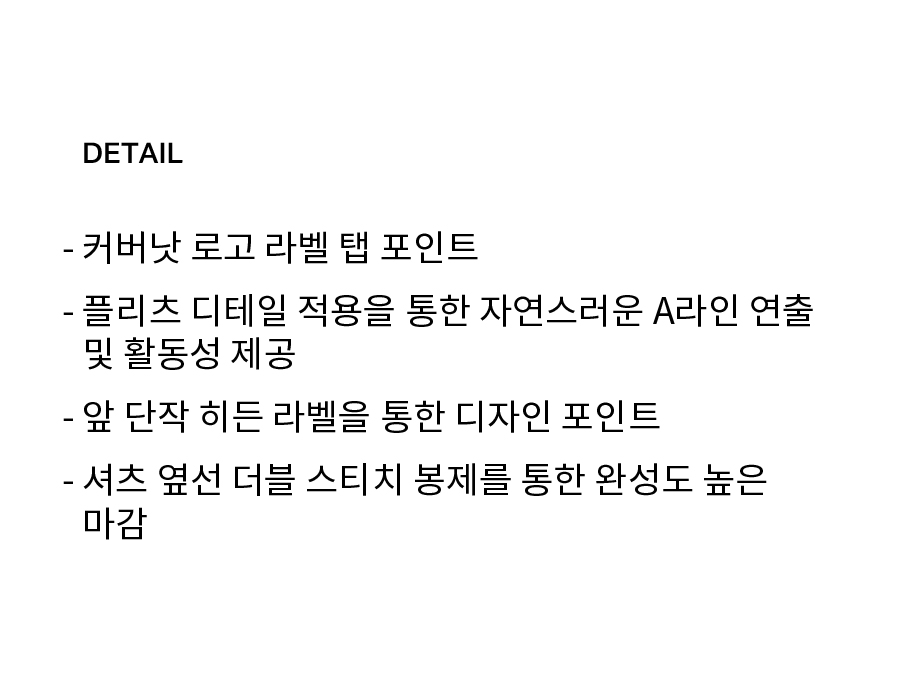 DETAIL
- 커버낫 로고 라벨 탭 포인트
- 플리츠 디테일 적용을 통한 자연스러운 A라인 연출
및 활동성 제공
- 앞 단작 히든 라벨을 통한 디자인 포인트
- 셔츠 옆선 더블 스티치 봉제를 통한 완성도 높은
마감